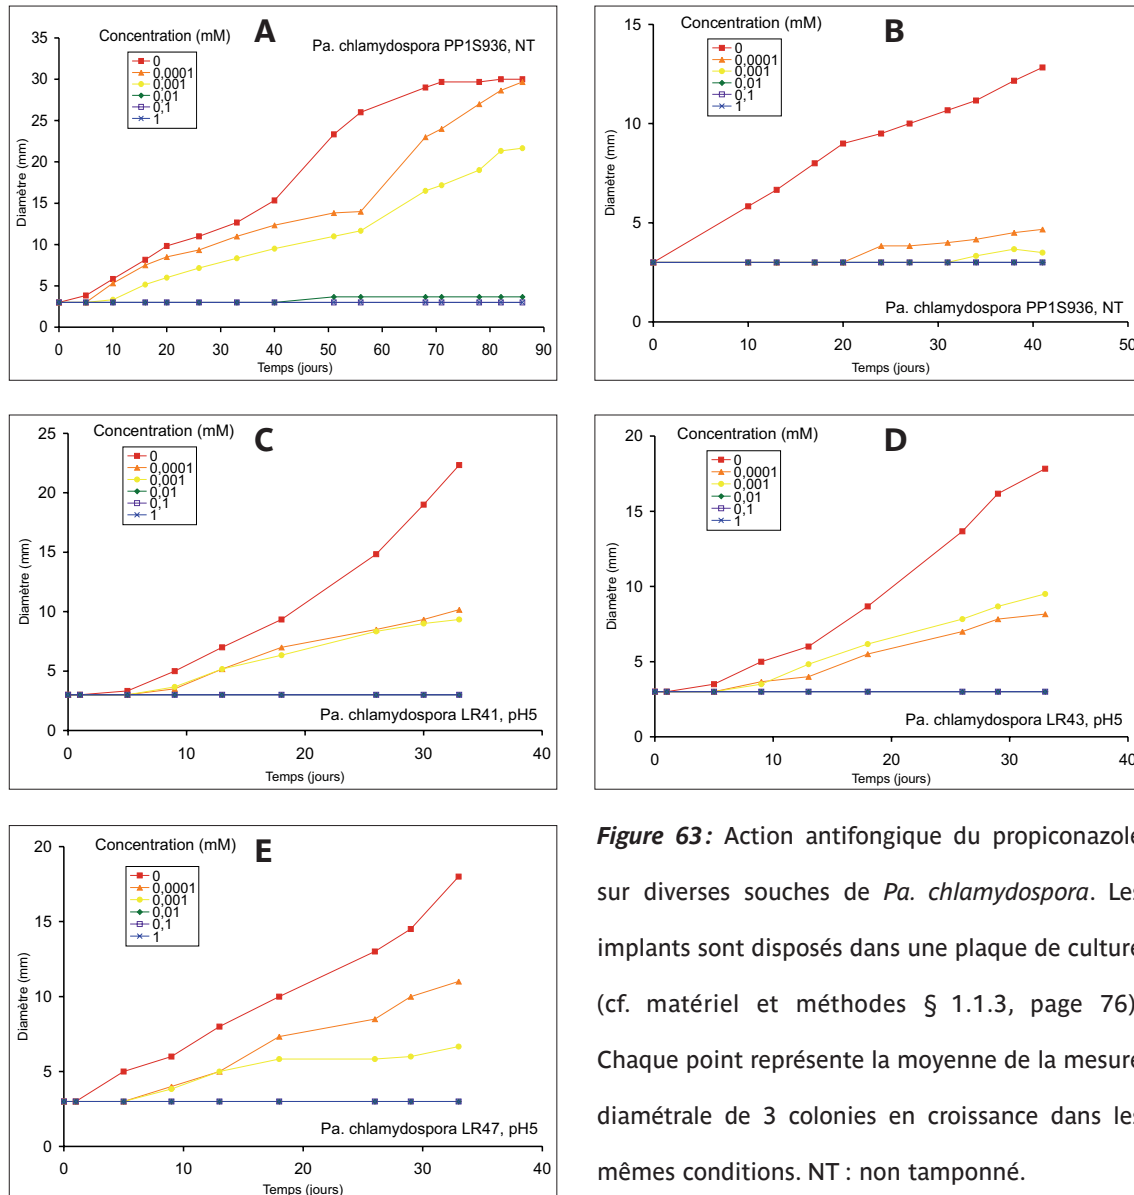 Concentration (mM)
A
Pa. chlamydospora PP1S936, NT
0
0,0001
0,001
0,01
0,1
1
Diamètre (mm)
35
30
25
20
15
10
5
0
0 10 20 30 40 50 60 70 80 90
Temps (jours)
Concentration (mM)
B
0
0,0001
0,001
0,01
0,1
1
Diamètre (mm)
15
10
5
0
Pa. chlamydospora PP1S936, NT
0 10 20 30 40 50
Temps (jours)
Concentration (mM)
C
0
0,0001
0,001
0,01
0,1
1
Diamètre (mm)
25
20
15
10
5
0
Pa. chlamydospora LR41, pH5
0 10 20 30 40
Temps (jours)
Concentration (mM)
D
0
0,0001
0,001
0,01
0,1
1
Diamètre (mm)
20
15
10
5
0
Pa. chlamydospora LR43, pH5
0 10 20 30 40
Temps (jours)
Concentration (mM)
E
0
0,0001
0,001
0,01
0,1
1
Diamètre (mm)
20
15
10
5
0
Pa. chlamydospora LR47, pH5
0 10 20 30 40
Temps (jours)
Figure 63 : Action antifongique du propiconazole
sur diverses souches de Pa. chlamydospora. Les
implants sont disposés dans une plaque de culture
(cf. matériel et méthodes § 1.1.3, page 76)
Chaque point représente la moyenne de la mesure
diamétrale de 3 colonies en croissance dans les
mêmes conditions. NT : non tamponné.